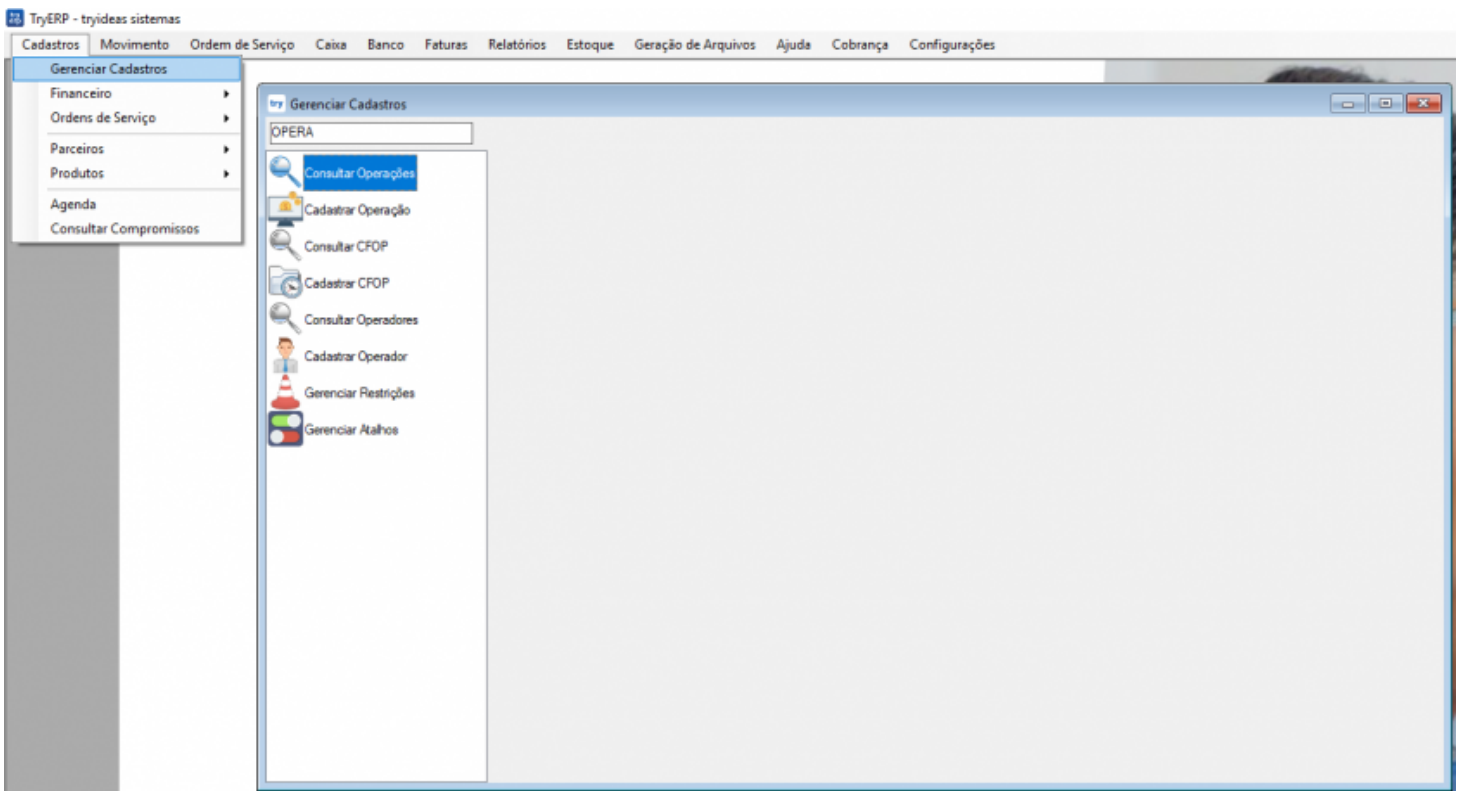 TryERP - tryideas sistemas
Cadastros Movimento Ordem de Serviço Caixa Banco Faturas Relatórios Estoque Geração de Arquivos Ajuda Cobrança Configurações
Gerenciar Cadastros
Financeiro
Ordens de Serviço
Parceiros
Produtos
Agenda
Consultar Compromissos
try Gerenciar Cadastros
OPERA
Consultar Operações
Cadastrar Operação
Consultar CFOP
Cadastrar CFOP
Consultar Operadores
Cadastrar Operador
Gerenciar Restrições
Gerenciar Atalhos